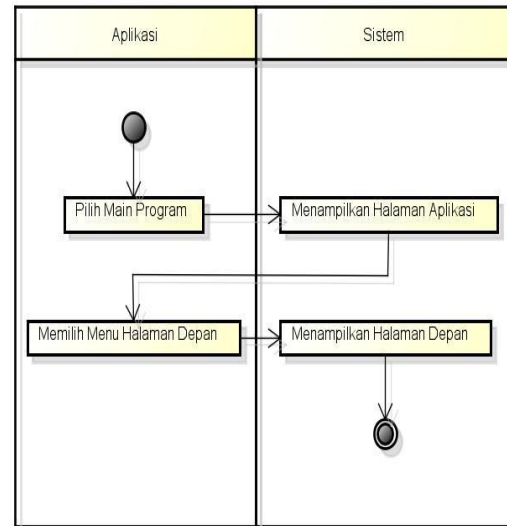 Aplikasi
Sistem
Pilih Main Program
Menampilkan Halaman Aplikasi
Memilih Menu Halaman Depan
Menampilkan Halaman Depan